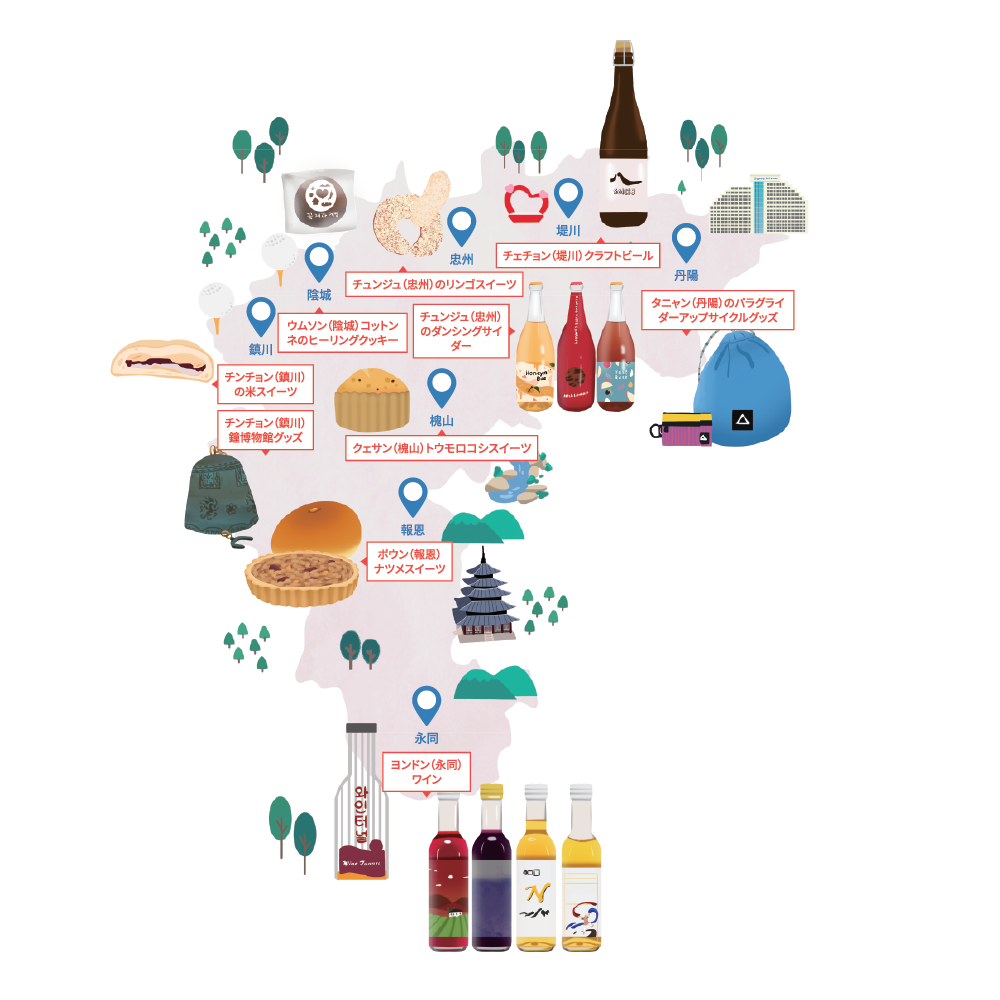 堤川
チェチョン（堤川）クラフトビール
忠州
丹陽
チュンジュ（忠州）のリンゴスイーツ
陰城
タニャン（丹陽）のパラグライ
ダーアップサイクルグッズ
チュンジュ（忠州）
のダンシングサイ
ダー
ウムソン（陰城）コットン
ネのヒーリングクッキー
鎮川
チンチョン（鎮川）
の米スイーツ
Honeym
Bee
槐山
チンチョン（鎮川）
鐘博物館グッズ
クェサン（槐山）トウモロコシスイーツ
報恩
ボウン（報恩）
ナツメスイーツ
永同
ヨンドン（永同）
ワイン
Wine Tunnel
N